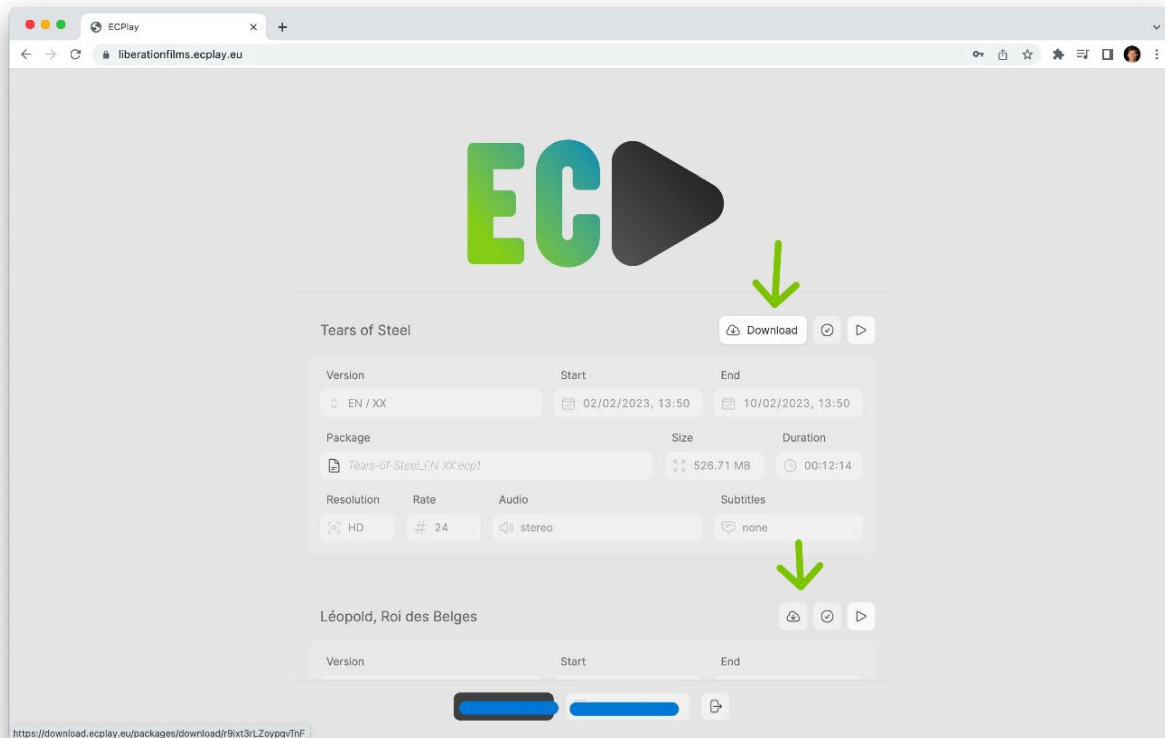 ECPlay
liberationfilms.ecplay.eu
EC
Tears of Steel
Download
Version Start End
EN / XX 02/02/2023, 13:50 10/02/2023, 13:50
Package Size Duration
Tears-of-Steel_EN XX.ecp1 526.71 MB 00:12:14
Resolution Rate Audio Subtitles
HD # 24 stereo none
Léopold, Roi des Belges
Version Start End
https://download.ecplay.eu/packages/download/r9ixt3rLZoypqvTnF